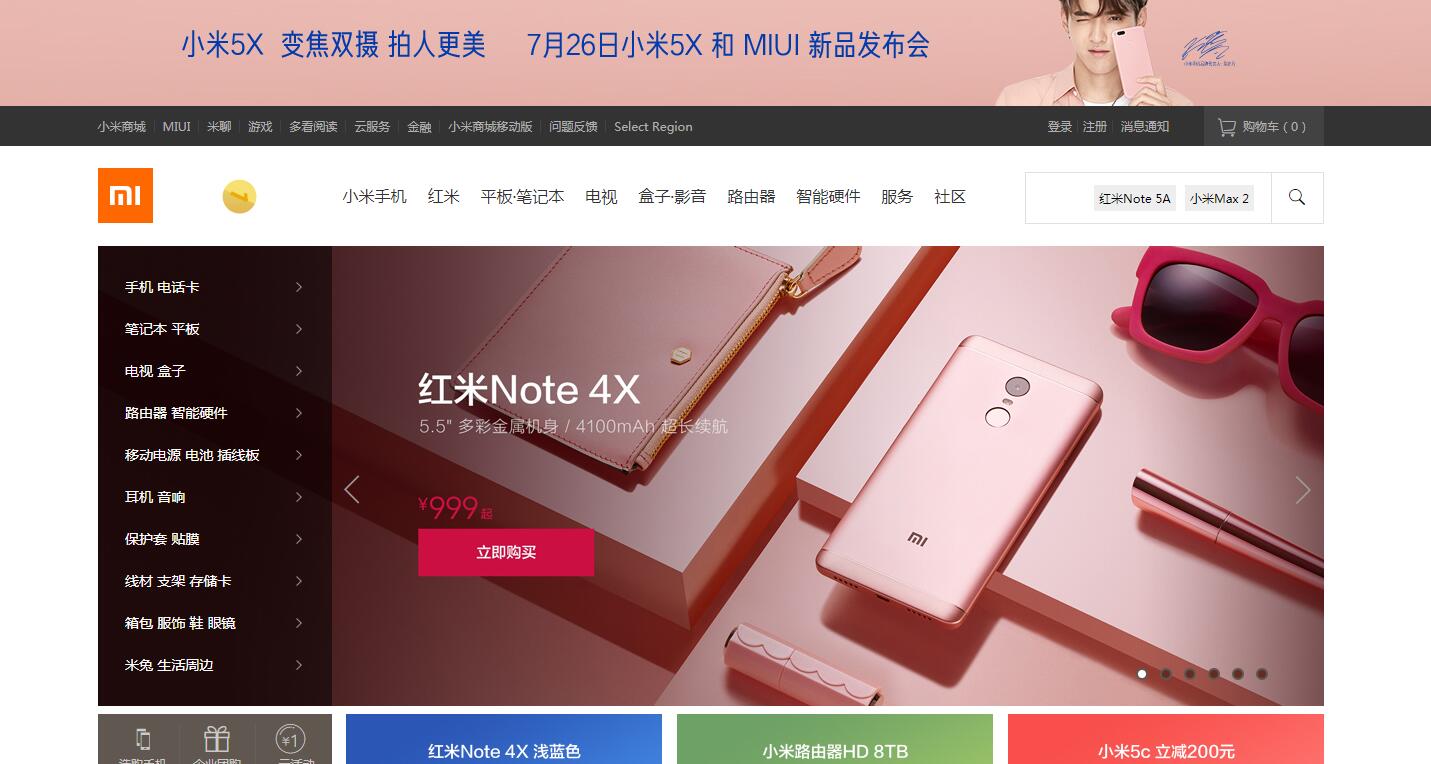 小米5X 变焦双摄 拍人更美 7月26日小米5X 和 MIUI 新品发布会
小米商城 MIUI 米聊 游戏 多看阅读 云服务 金融 小米商城移动版 问题反馈 Select Region 登录 注册 消息通知 购物车 ( 0 )
小米手机 红米 平板·笔记本 电视 盒子·影音 路由器 智能硬件 服务 社区 红米Note 5A 小米Max 2
手机 电话卡
笔记本 平板
电视 盒子
路由器 智能硬件
移动电源 电池 插线板
耳机 音响
保护套 贴膜
线材 支架 存储卡
箱包 服饰 鞋 眼镜
米兔 生活周边
红米Note 4X
5.5" 多彩金属机身 / 4100mAh 超长续航
¥999起
立即购买
选购手机 企业团购
红米Note 4X 浅蓝色
小米路由器HD 8TB
小米5c 立减200元